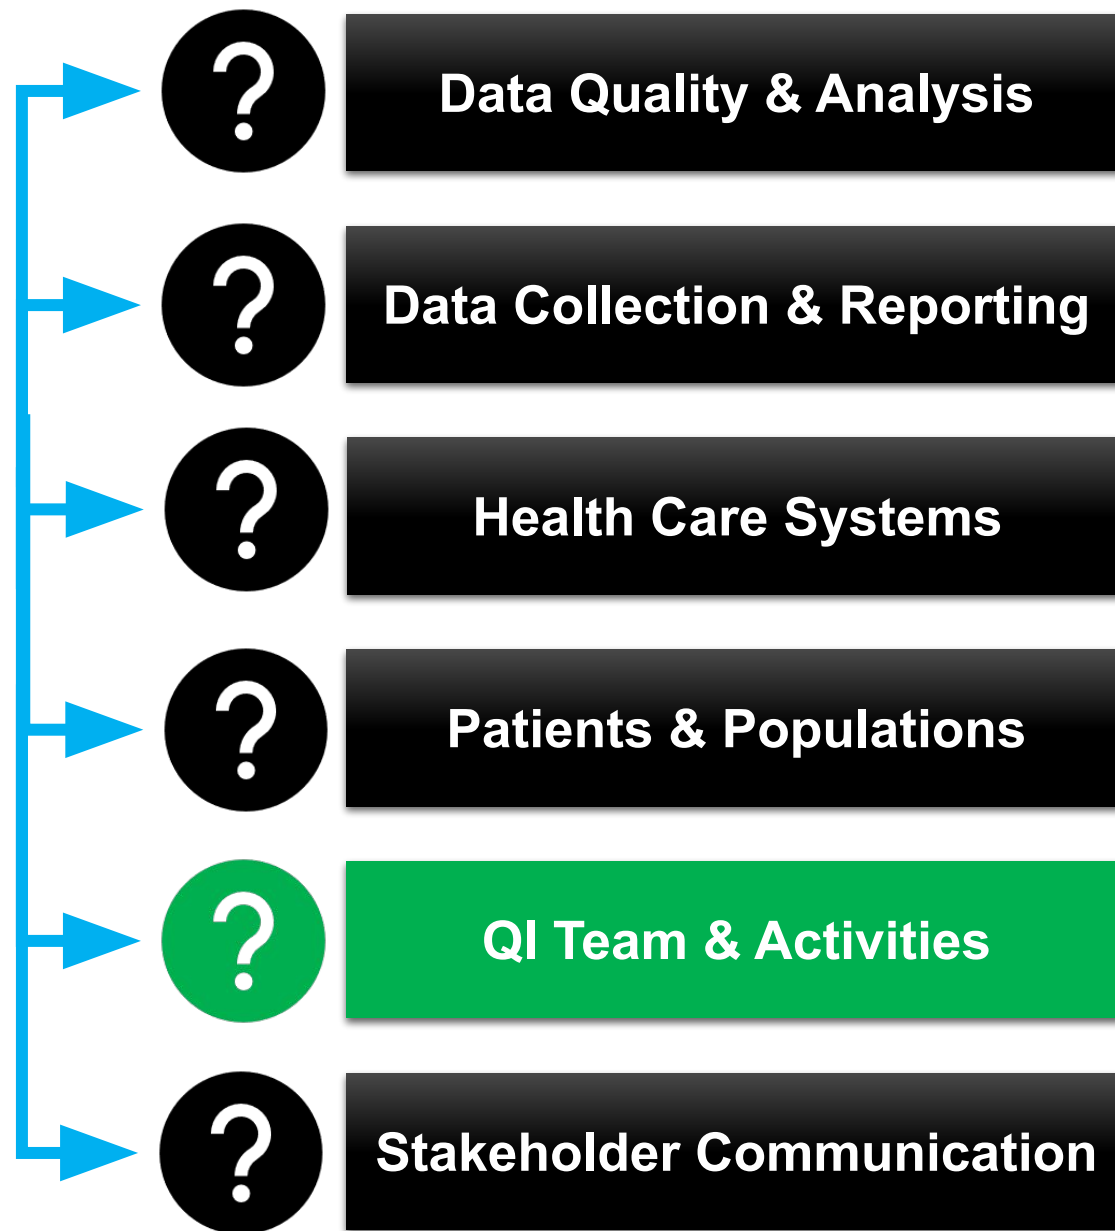 ? Data Quality & Analysis
? Data Collection & Reporting
? Health Care Systems
? Patients & Populations
? QI Team & Activities
? Stakeholder Communication